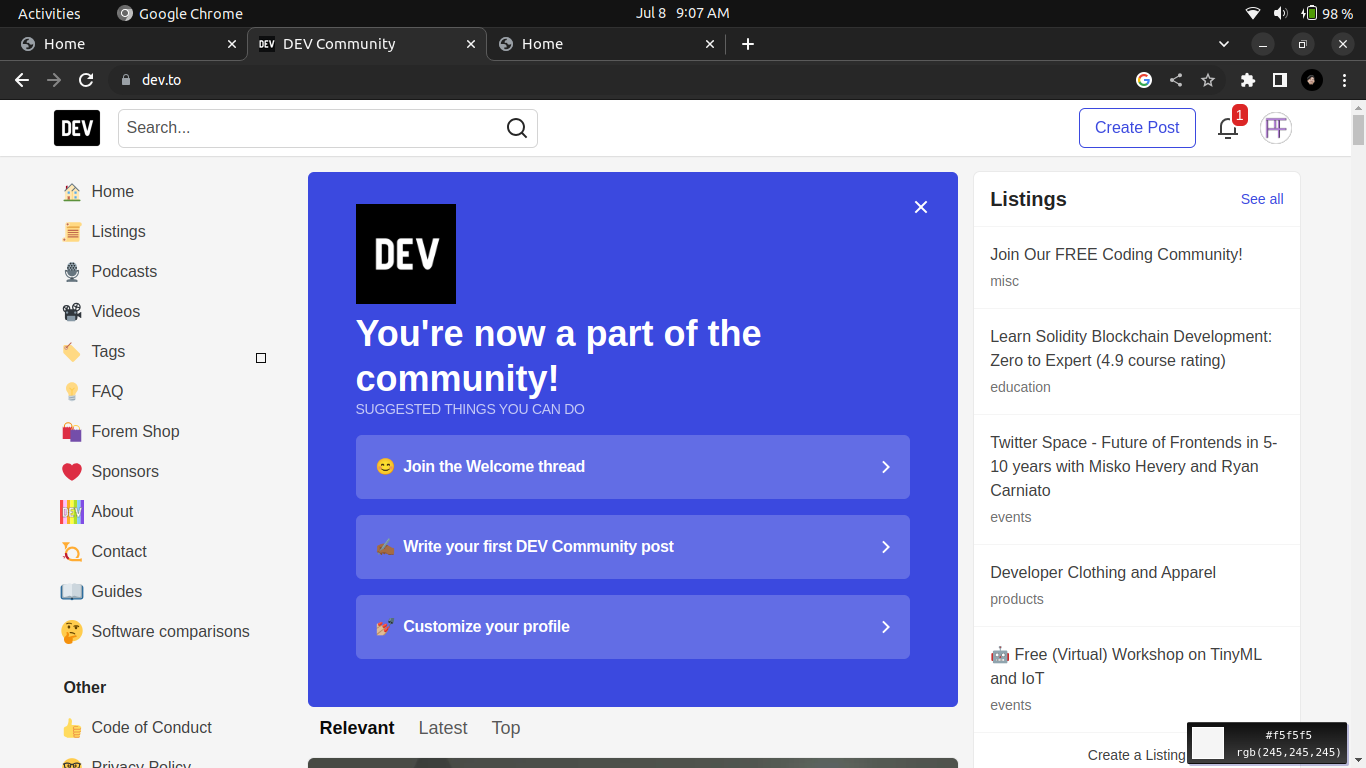 Activities
Google Chrome
Jul 8 9:07 AM
98 %
Home
DEV
DEV Community
Home
dev.to
DEV
Search...
Create Post
1
Home
Listings
Podcasts
Videos
Tags
FAQ
Forem Shop
Sponsors
DEV
About
Contact
Guides
Software comparisons
Other
Code of Conduct
Privacy Policy
DEV
You're now a part of the
community!
SUGGESTED THINGS YOU CAN DO
😊 Join the Welcome thread
✍🏾 Write your first DEV Community post
💅🏼 Customize your profile
Relevant
Latest
Top
Listings
See all
Join Our FREE Coding Community!
misc
Learn Solidity Blockchain Development:
Zero to Expert (4.9 course rating)
education
Twitter Space - Future of Frontends in 5-
10 years with Misko Hevery and Ryan
Carniato
events
Developer Clothing and Apparel
products
🤖 Free (Virtual) Workshop on TinyML
and IoT
events
Create a Listing
#f5f5f5
rgb(245,245,245)